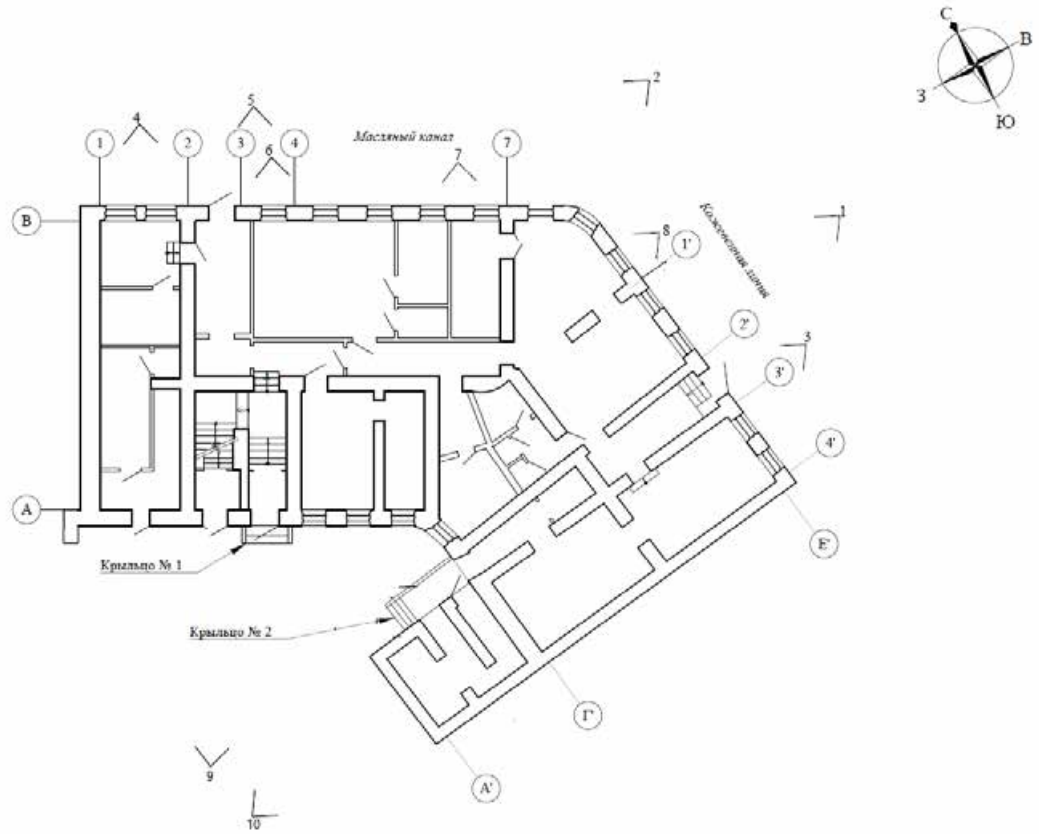 С
В
З
Ю
2
5
4
1
2
3
4
Масляный канал
7
6
7
Кожевенная линия
1
В
8
1'
2'
3
3'
4'
А
Е'
Крыльцо № 1
Крыльцо № 2
Г'
9
А'
10